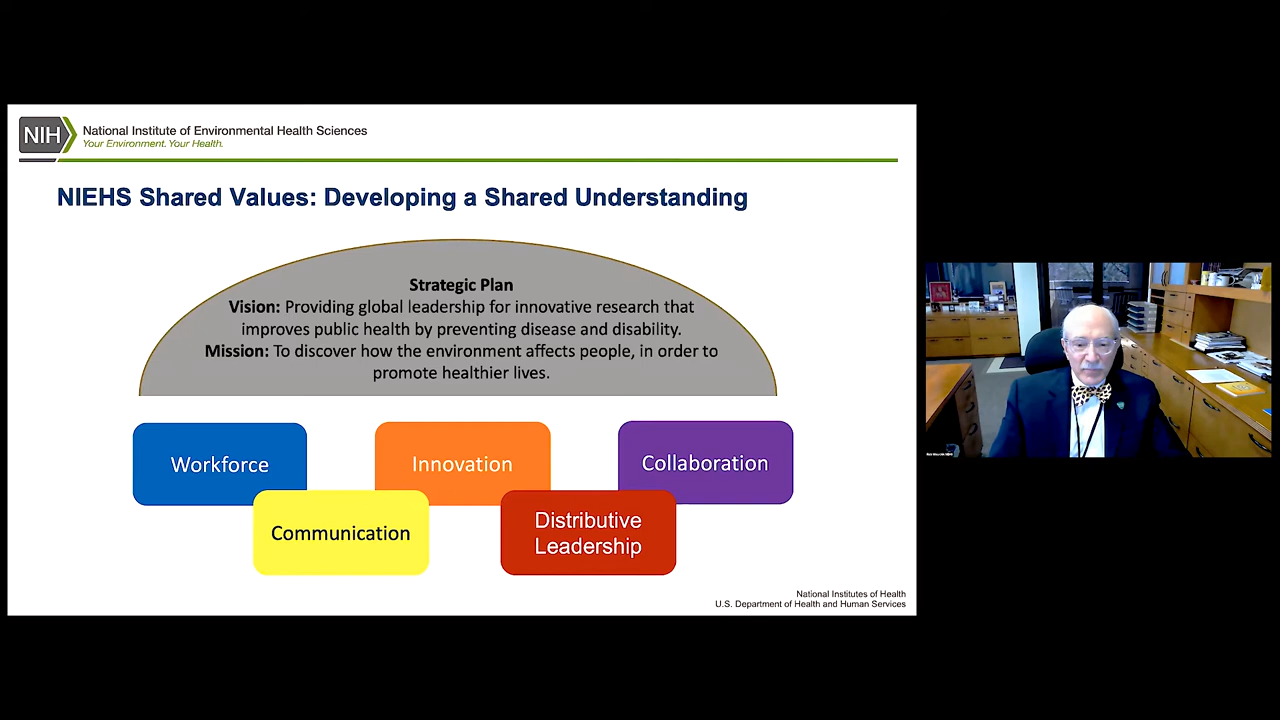 NIH
National Institute of Environmental Health Sciences
Your Environment. Your Health.
NIEHS Shared Values: Developing a Shared Understanding
Strategic Plan
Vision: Providing global leadership for innovative research that
improves public health by preventing disease and disability.
Mission: To discover how the environment affects people, in order to
promote healthier lives.
Workforce
Innovation
Collaboration
Communication
Distributive
Leadership
National Institutes of Health
U.S. Department of Health and Human Services